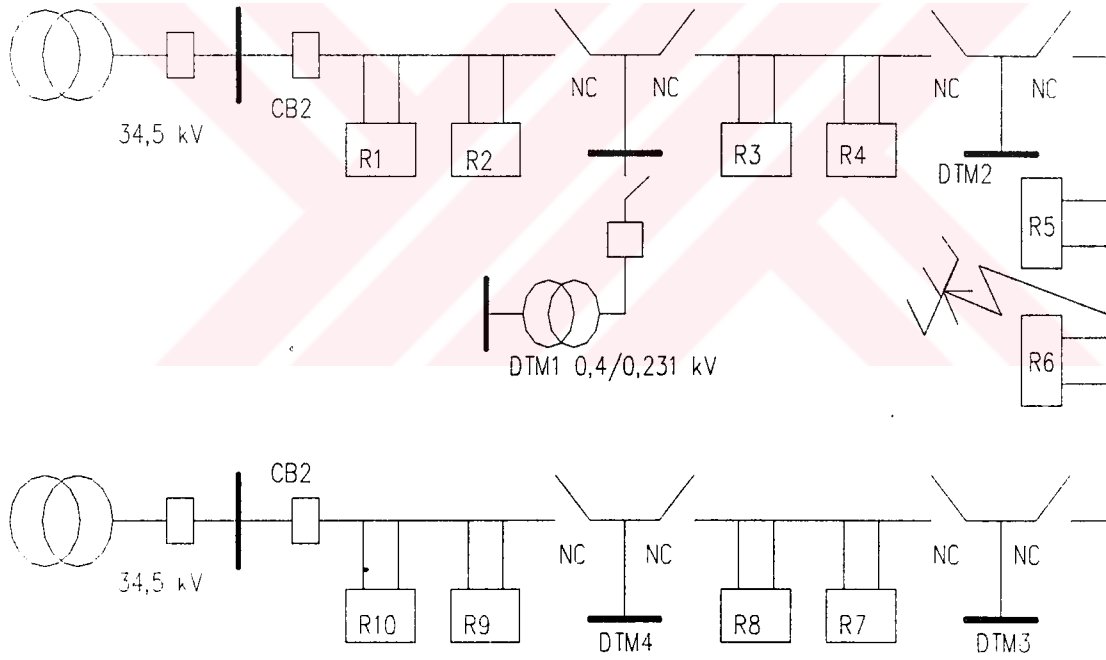 34,5 kV
CB2
NC
NC
NC
NC
R1
R2
R3
R4
DTM2
R5
DTM1 0,4/0,231 kV
R6
CB2
34,5 kV
NC
NC
NC
NC
R10
R9
DTM4
R8
R7
DTM3